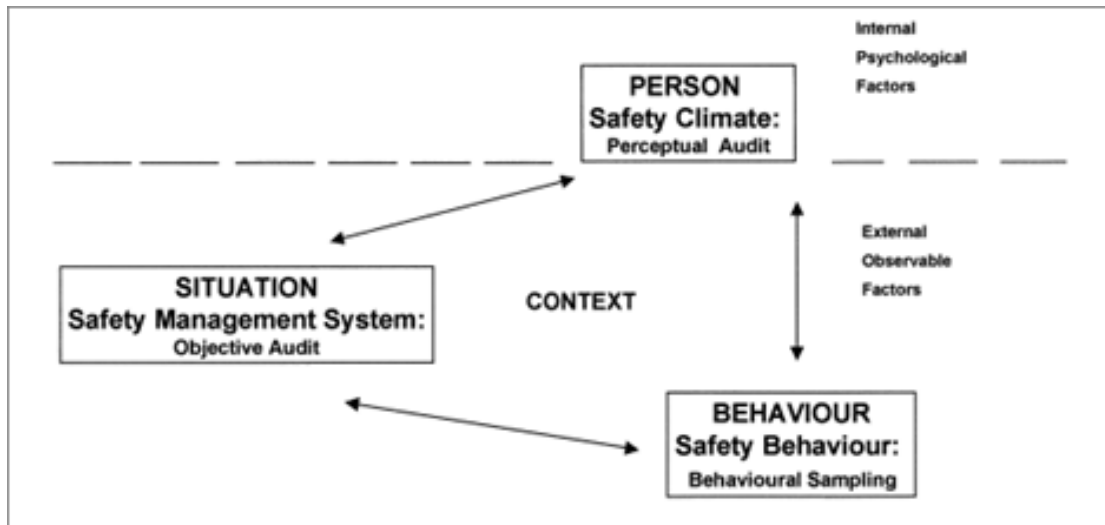 Internal
Psychological
Factors
PERSON
Safety Climate:
Perceptual Audit
External
Observable
Factors
SITUATION
Safety Management System:
Objective Audit
CONTEXT
BEHAVIOUR
Safety Behaviour:
Behavioural Sampling